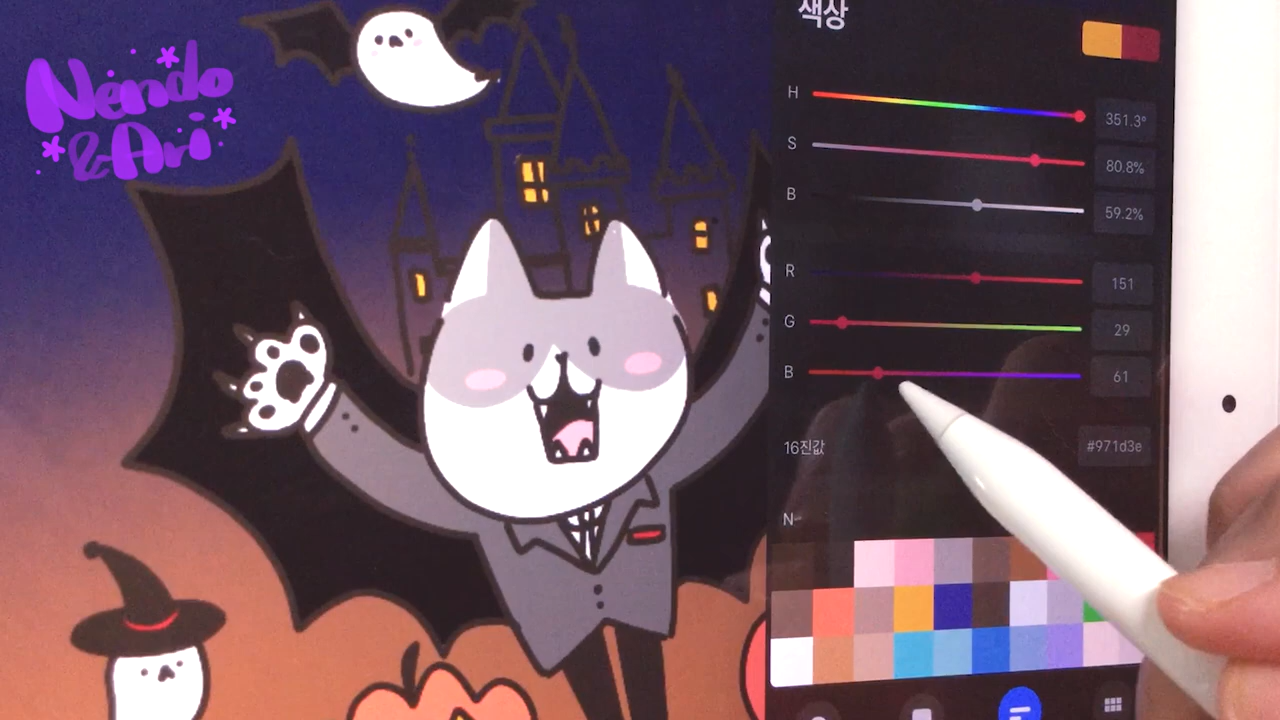 Nendo
&Ari
색상
H 351.3°
S 80.8%
B 59.2%
R 151
G 29
B 61
16진값 #971d3e
N-